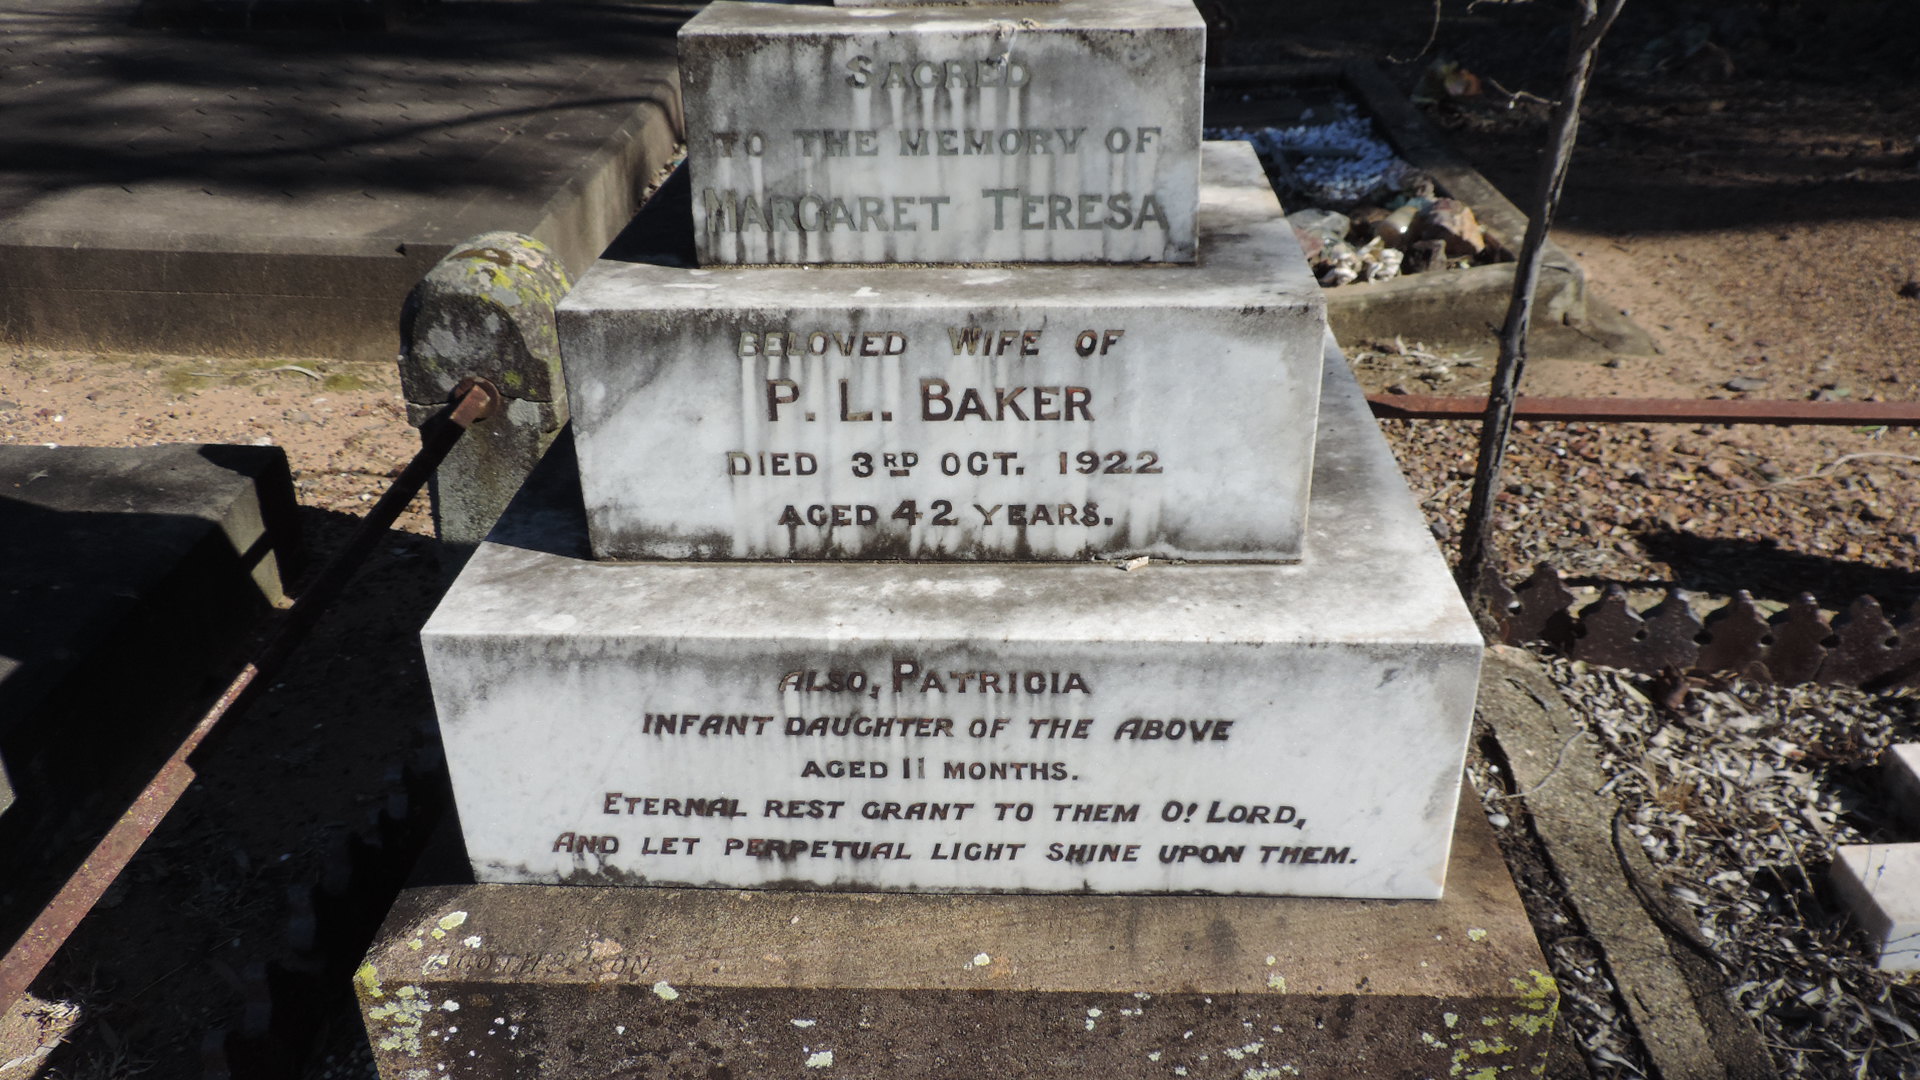 SACRED
TO THE MEMORY OF
MARGARET TERESA
BELOVED WIFE OF
P. L. BAKER
DIED 3RD OCT. 1922
AGED 42 YEARS.
ALSO, PATRICIA
INFANT DAUGHTER OF THE ABOVE
AGED 11 MONTHS.
ETERNAL REST GRANT TO THEM O! LORD,
AND LET PERPETUAL LIGHT SHINE UPON THEM.